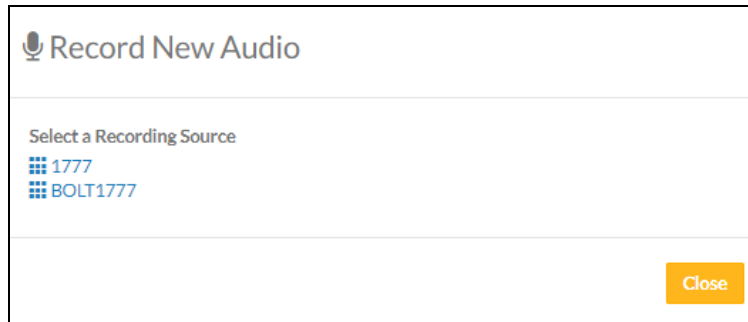 Record New Audio
Select a Recording Source
1777
BOLT1777
Close